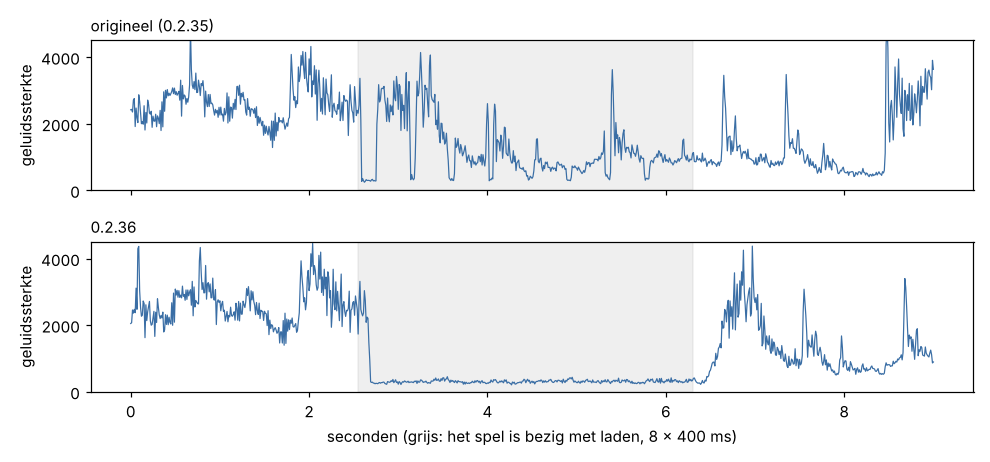 origineel (0.2.35)
geluidssterkte
4000
2000
0
0.2.36
geluidssterkte
4000
2000
0
0 2 4 6 8
seconden (grijs: het spel is bezig met laden, 8 × 400 ms)